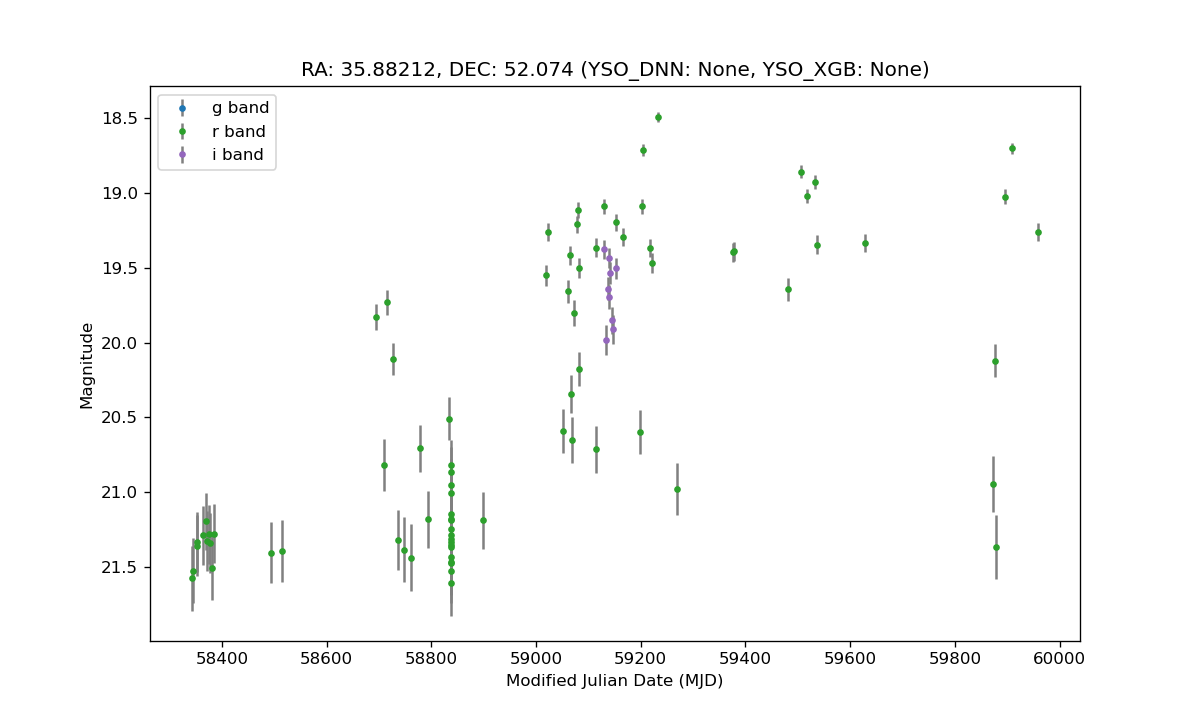 RA: 35.88212, DEC: 52.074 (YSO_DNN: None, YSO_XGB: None)
g band
r band
i band
18.5
19.0
19.5
20.0
20.5
21.0
21.5
Magnitude
58400 58600 58800 59000 59200 59400 59600 59800 60000
Modified Julian Date (MJD)